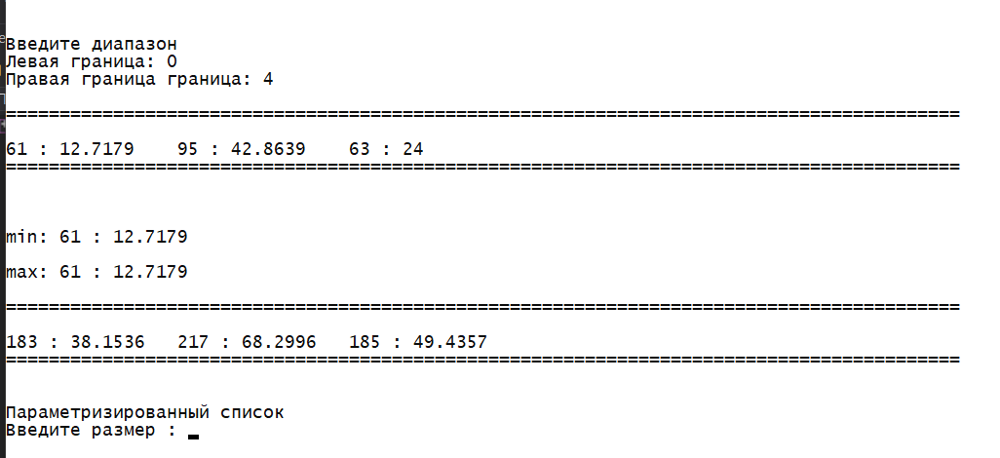 Введите диапазон
Левая граница: 0
Правая граница граница: 4
=========================================================================================
61 : 12.7179    95 : 42.8639    63 : 24
=========================================================================================
min: 61 : 12.7179
max: 61 : 12.7179
=========================================================================================
183 : 38.1536   217 : 68.2996   185 : 49.4357
=========================================================================================
Параметризированный список
Введите размер :